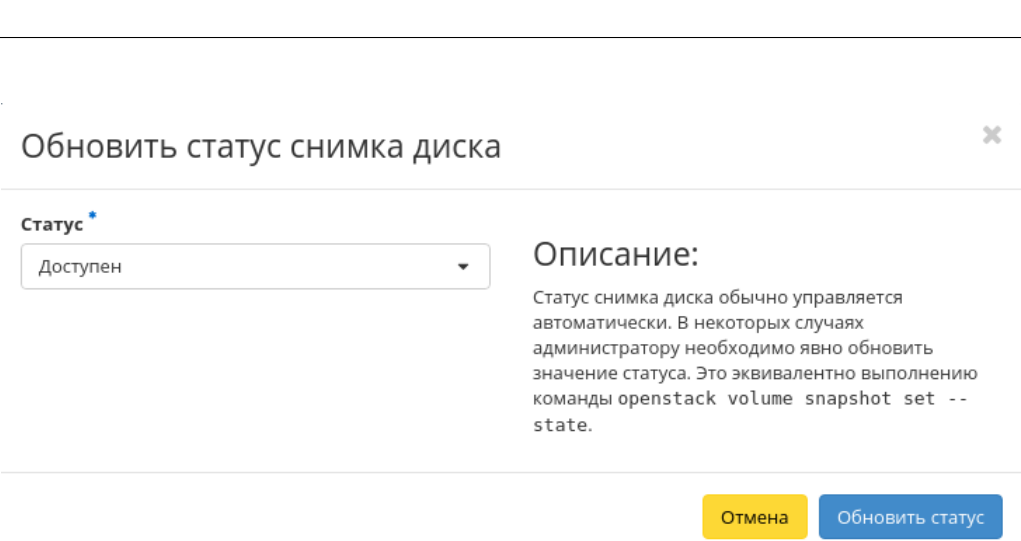 Обновить статус снимка диска
✖
Статус *
Доступен
Описание:
Статус снимка диска обычно управляется
автоматически. В некоторых случаях
администратору необходимо явно обновить
значение статуса. Это эквивалентно выполнению
команды openstack volume snapshot set --
state.
Отмена
Обновить статус